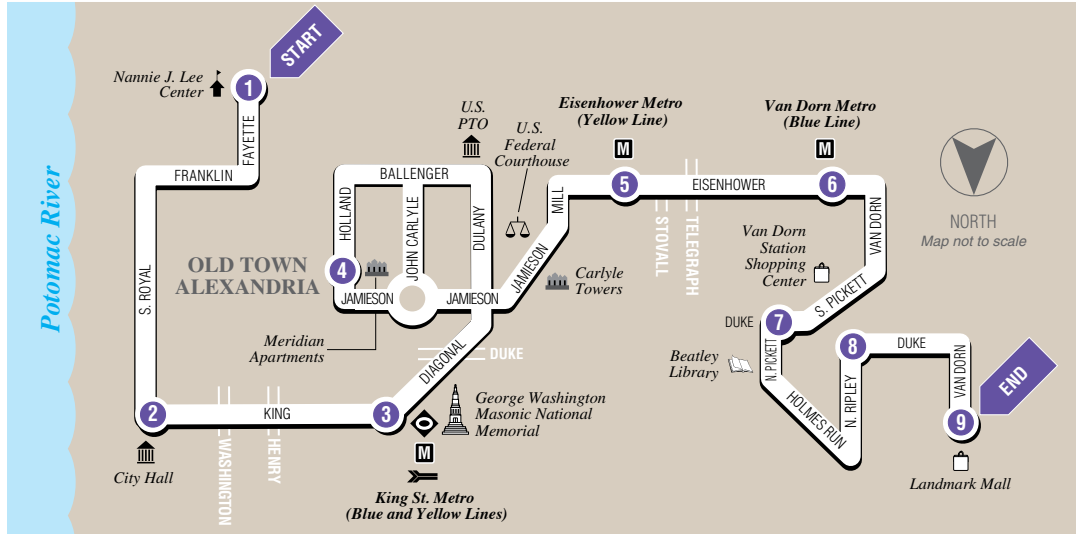 START
Nannie J. Lee
Center
1
FAYETTE
FRANKLIN
S. ROYAL
Potomac River
OLD TOWN
ALEXANDRIA
2
City Hall
KING
WASHINGTON
HENRY
3
King St. Metro
(Blue and Yellow Lines)
M
George Washington
Masonic National
Memorial
DIAGONAL
DUKE
4
HOLLAND
BALLENGER
JOHN CARLYLE
DULANY
JAMIESON
JAMIESON
JAMIESON
Meridian
Apartments
U.S.
PTO
U.S.
Federal
Courthouse
Carlyle
Towers
MILL
Eisenhower Metro
(Yellow Line)
M
5
EISENHOWER
STOVALL
TELEGRAPH
Van Dorn Metro
(Blue Line)
M
6
VAN DORN
Van Dorn
Station
Shopping
Center
S. PICKETT
DUKE
7
N. PICKETT
Beatley
Library
HOLMES RUN
N. RIPLEY
8
DUKE
VAN DORN
9
END
Landmark Mall
NORTH
Map not to scale